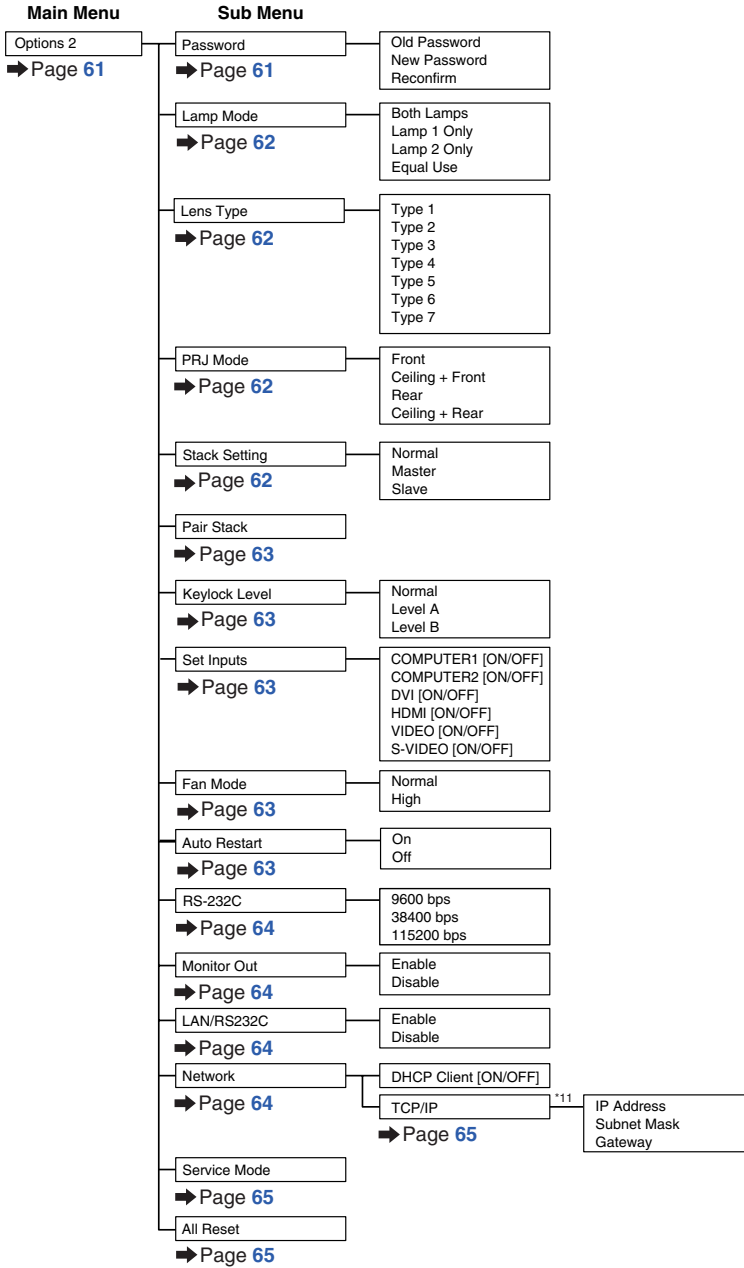 Main Menu
Sub Menu
Options 2
➡Page 61
Password
➡Page 61
Old Password
New Password
Reconfirm
Lamp Mode
➡Page 62
Both Lamps
Lamp 1 Only
Lamp 2 Only
Equal Use
Lens Type
➡Page 62
Type 1
Type 2
Type 3
Type 4
Type 5
Type 6
Type 7
PRJ Mode
➡Page 62
Front
Ceiling + Front
Rear
Ceiling + Rear
Stack Setting
➡Page 62
Normal
Master
Slave
Pair Stack
➡Page 63
Keylock Level
➡Page 63
Normal
Level A
Level B
Set Inputs
➡Page 63
COMPUTER1 [ON/OFF]
COMPUTER2 [ON/OFF]
DVI [ON/OFF]
HDMI [ON/OFF]
VIDEO [ON/OFF]
S-VIDEO [ON/OFF]
Fan Mode
➡Page 63
Normal
High
Auto Restart
➡Page 63
On
Off
RS-232C
➡Page 64
9600 bps
38400 bps
115200 bps
Monitor Out
➡Page 64
Enable
Disable
LAN/RS232C
➡Page 64
Enable
Disable
Network
➡Page 64
DHCP Client [ON/OFF]
TCP/IP
➡Page 65
*11
IP Address
Subnet Mask
Gateway
Service Mode
➡Page 65
All Reset
➡Page 65